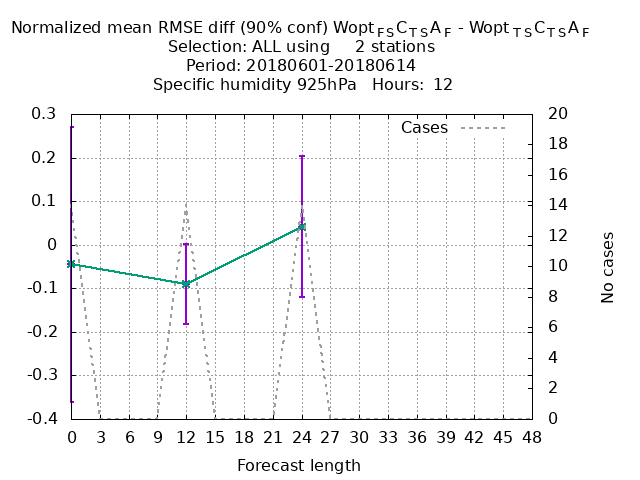 Normalized mean RMSE diff (90% conf) Wopt FS C TS A F - Wopt TS C TS A F
Selection: ALL using 2 stations
Period: 20180601-20180614
Specific humidity 925hPa Hours: 12
Cases
0.3
0.2
0.1
0
-0.1
-0.2
-0.3
-0.4
20
18
16
14
12
10
8
6
4
2
0
No cases
0 3 6 9 12 15 18 21 24 27 30 33 36 39 42 45 48
Forecast length